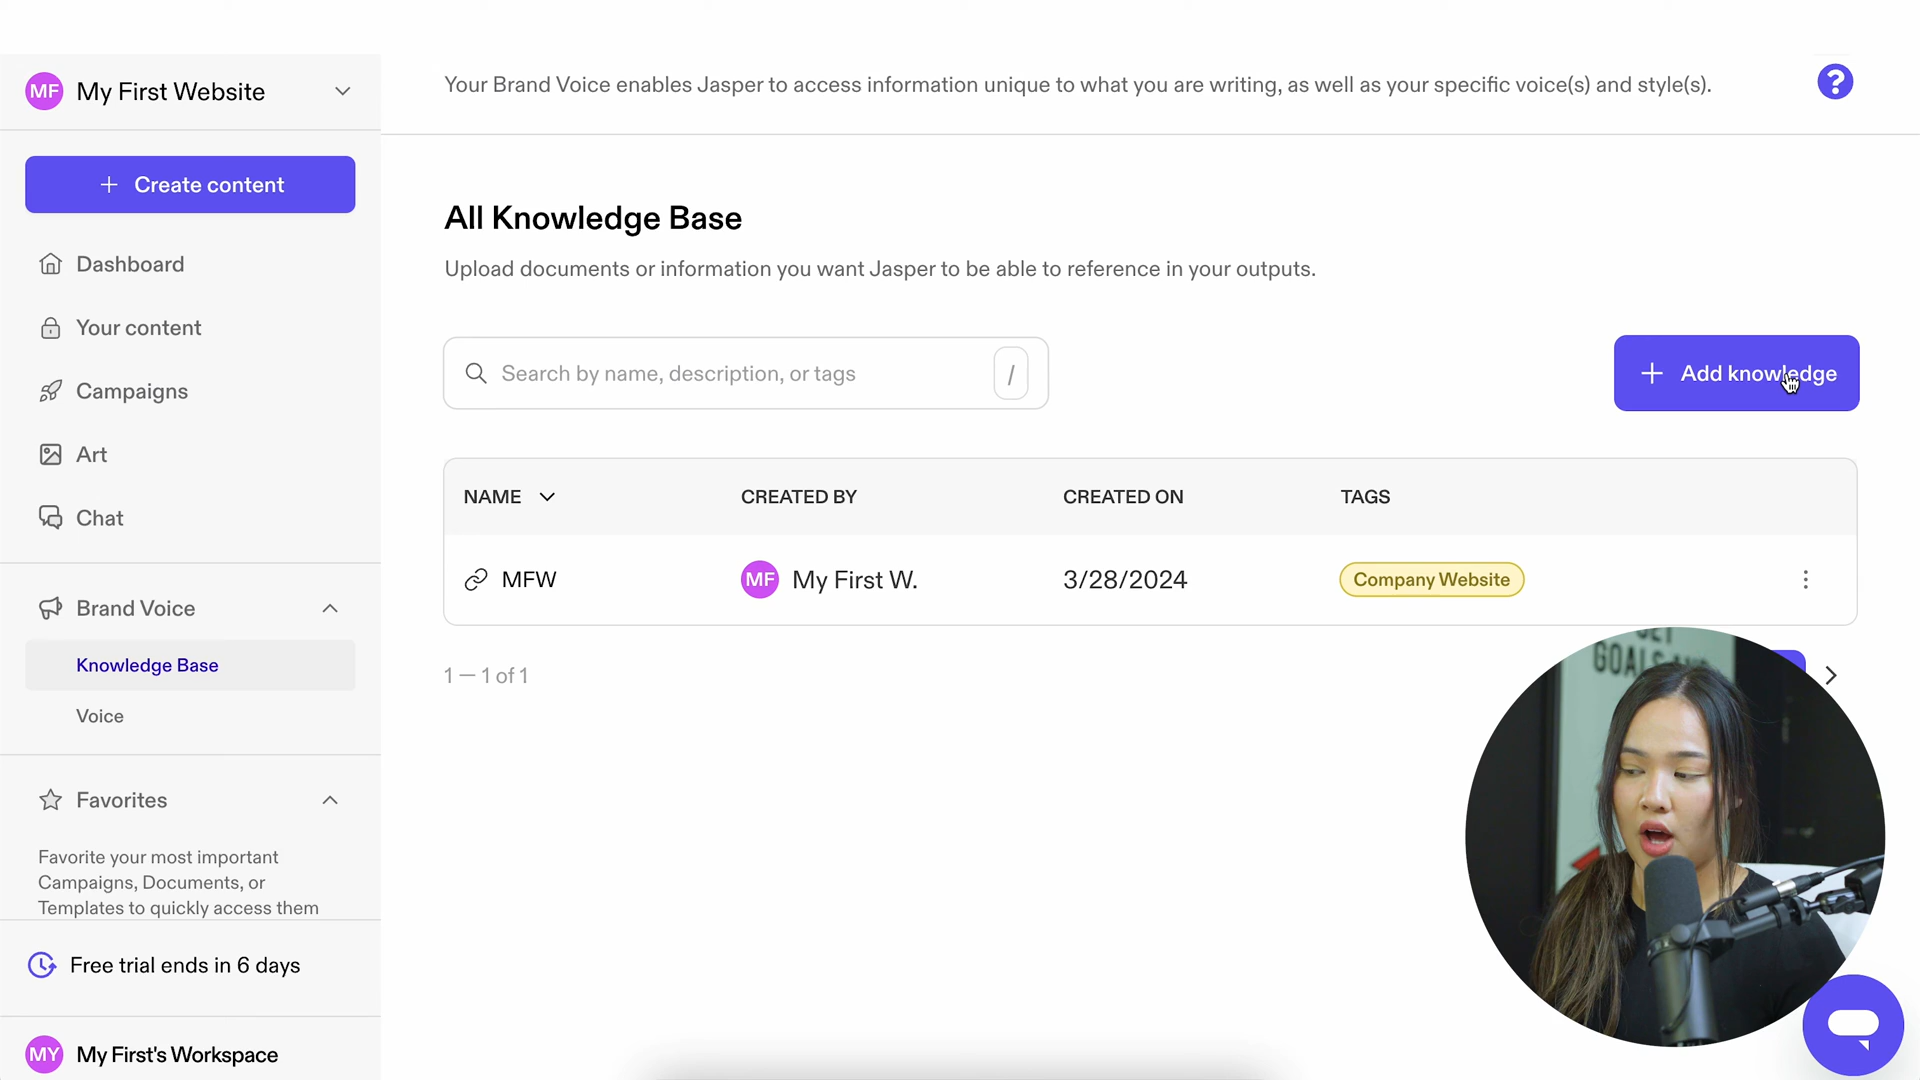 MF My First Website
Your Brand Voice enables Jasper to access information unique to what you are writing, as well as your specific voice(s) and style(s).
?
+ Create content
Dashboard
Your content
Campaigns
Art
Chat
Brand Voice
Knowledge Base
Voice
Favorites
Favorite your most important
Campaigns, Documents, or
Templates to quickly access them
Free trial ends in 6 days
MY My First's Workspace
All Knowledge Base
Upload documents or information you want Jasper to be able to reference in your outputs.
Search by name, description, or tags /
+ Add knowledge
NAME CREATED BY CREATED ON TAGS
MFW MF My First W. 3/28/2024 Company Website
1 — 1 of 1
GOALS